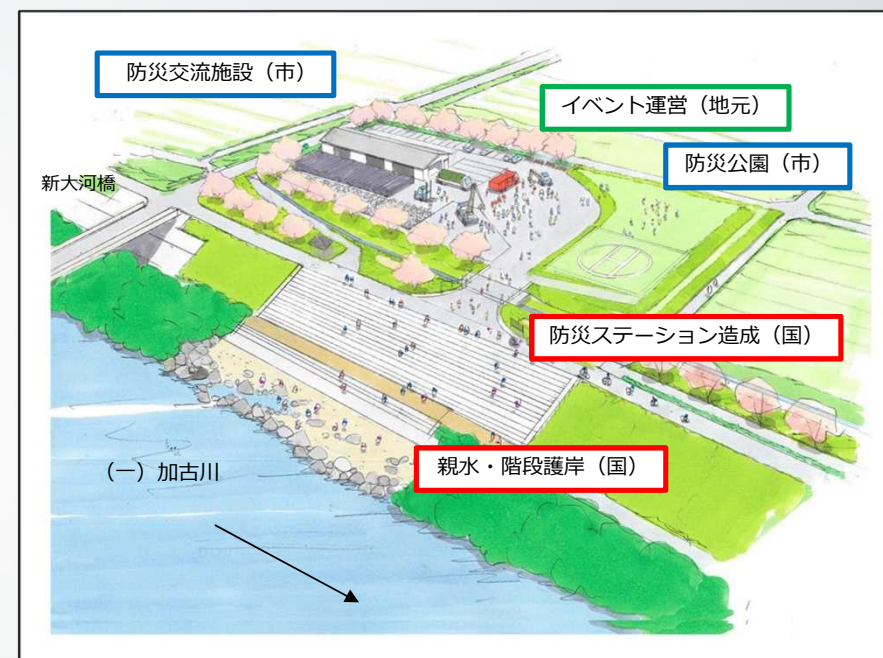 防災交流施設（市）
イベント運営（地元）
防災公園（市）
新大河橋
防災ステーション造成（国）
親水・階段護岸（国）
（一）加古川